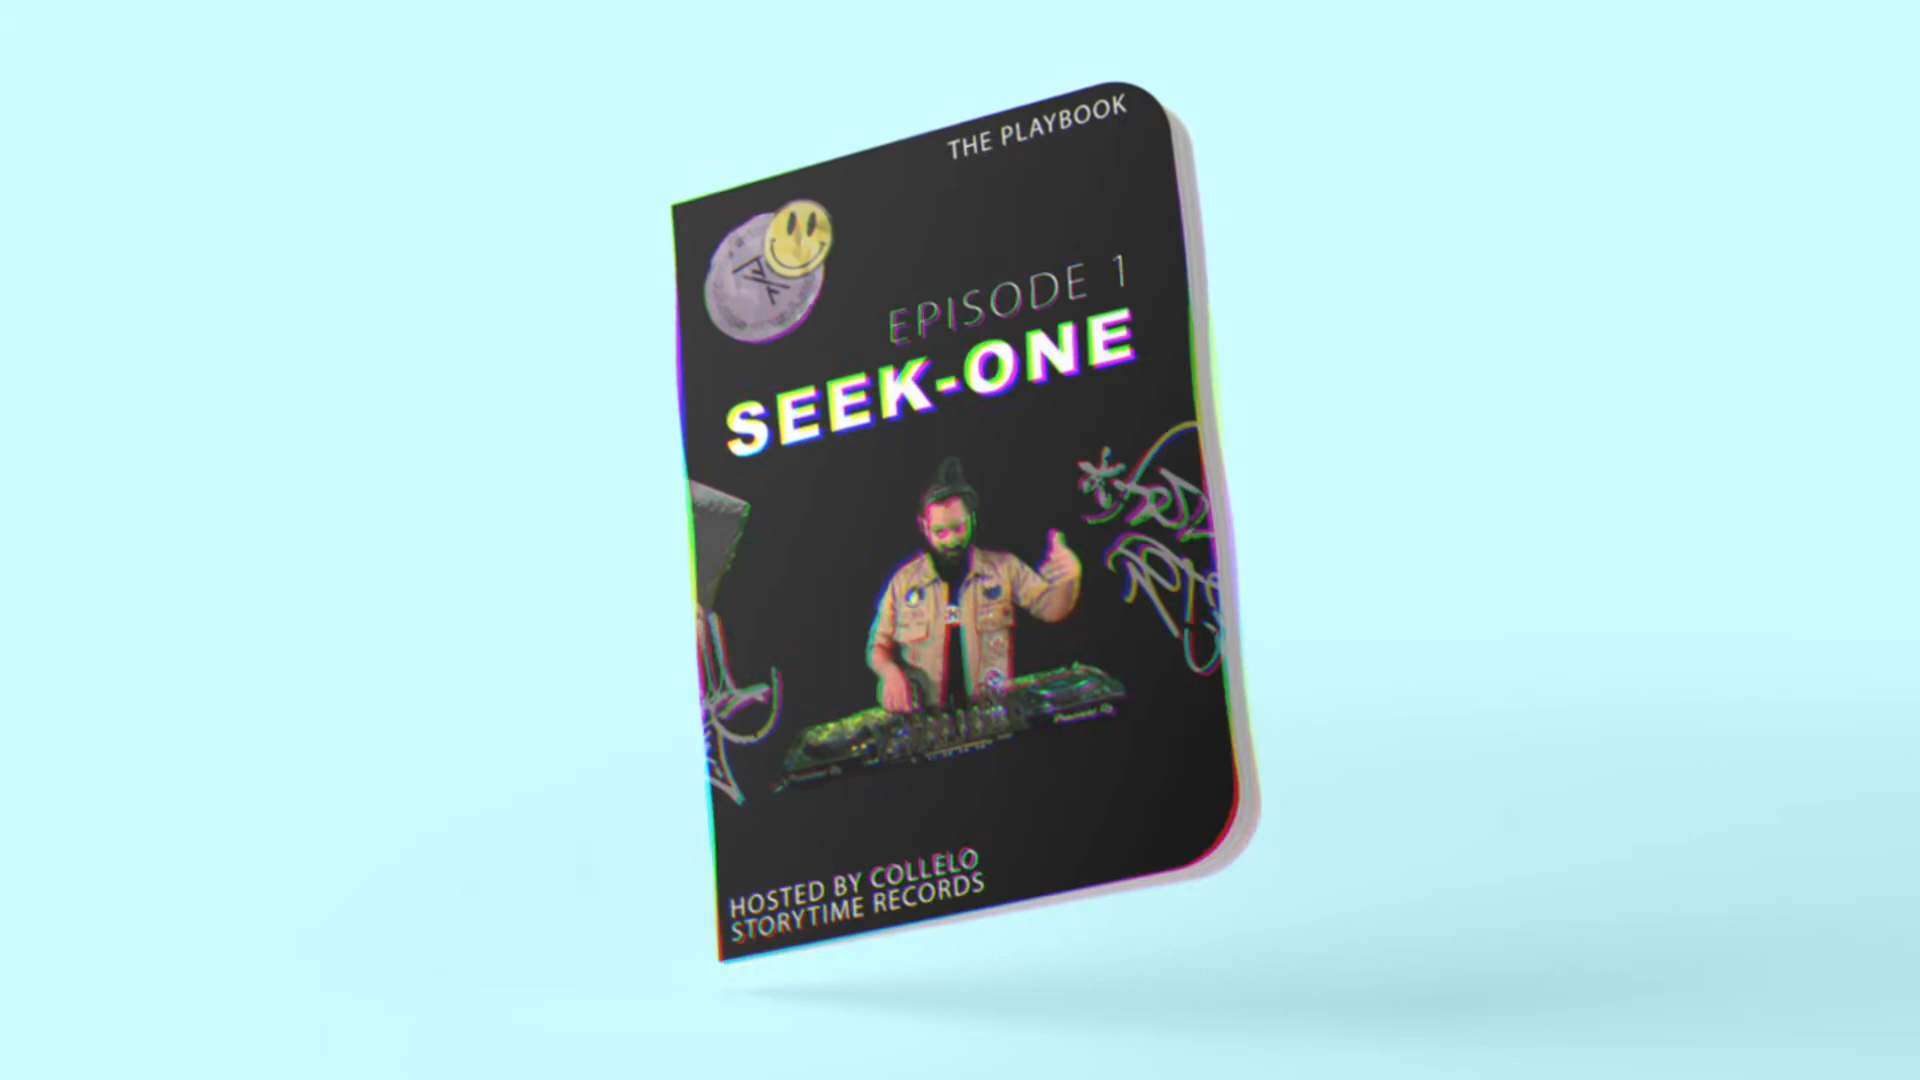 THE PLAYBOOK
EPISODE 1
SEEK-ONE
HOSTED BY COLLELO
STORYTIME RECORDS